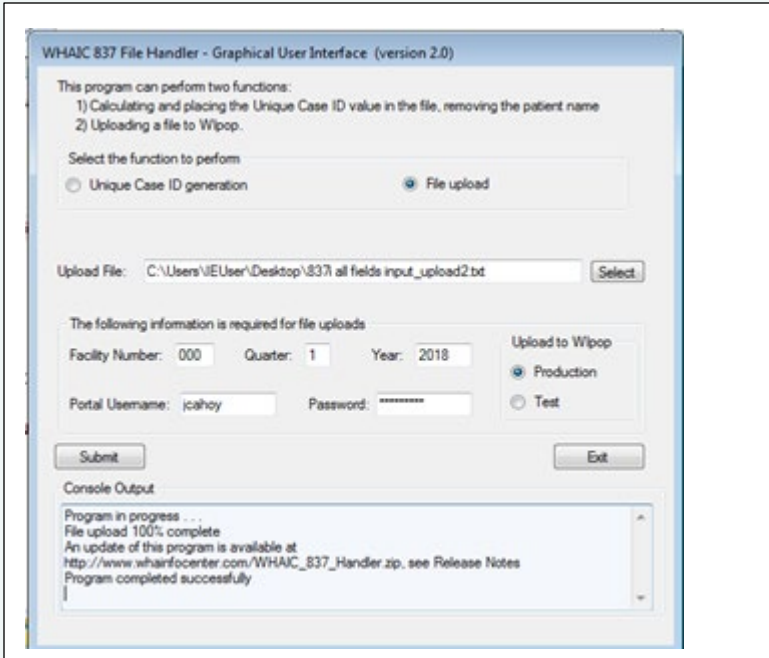 WHAIC 837 File Handler - Graphical User Interface (version 2.0)
This program can perform two functions:
1) Calculating and placing the Unique Case ID value in the file, removing the patient name
2) Uploading a file to WIpop.
Select the function to perform
Unique Case ID generation File upload
Upload File: C:\Users\IEUser\Desktop\837I all fields input_upload2.txt Select
The following information is required for file uploads
Facility Number: 000 Quarter: 1 Year: 2018
Upload to WIpop
Production
Test
Portal Username: jcahoy Password: *********
Submit Exit
Console Output
Program in progress . . .
File upload 100% complete
An update of this program is available at
http://www.whainfocenter.com/WHAIC_837_Handler.zip, see Release Notes
Program completed successfully